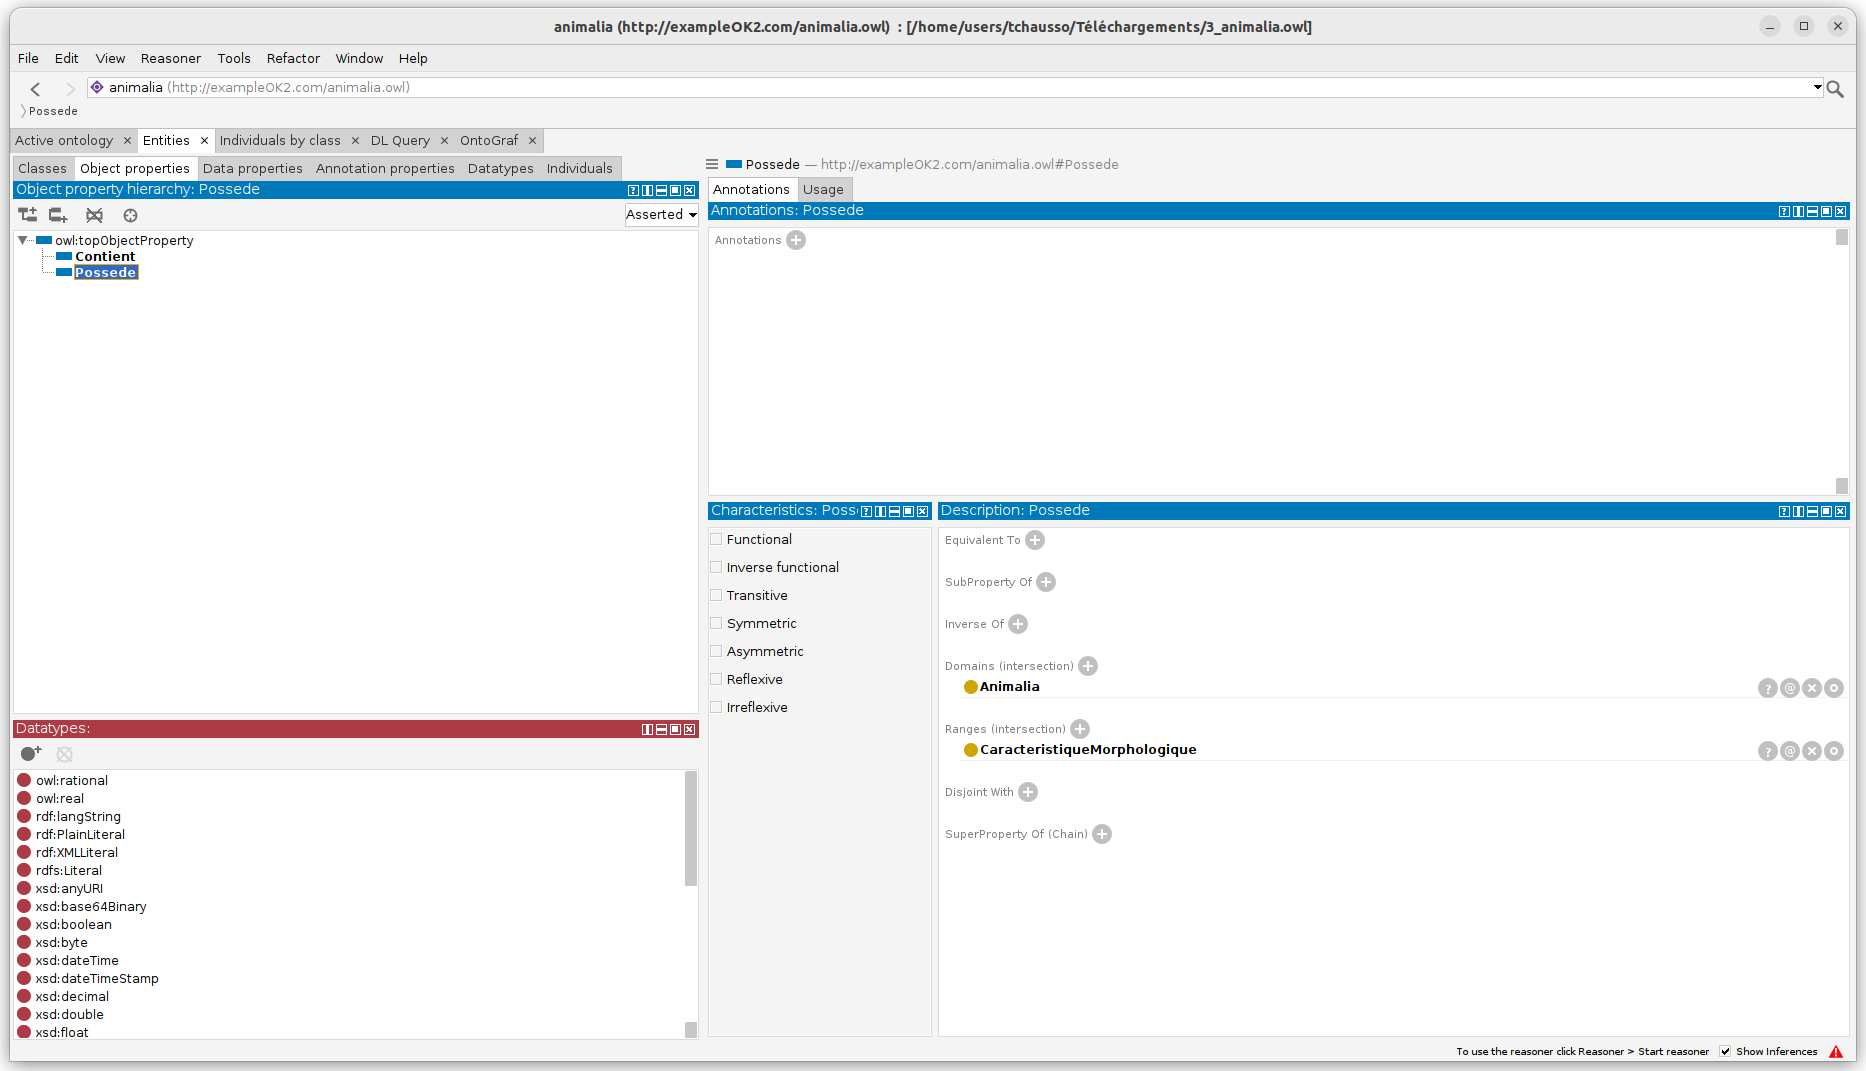 animalia (http://exampleOK2.com/animalia.owl)  : [/home/users/tchausso/Téléchargements/3_animalia.owl]
File Edit View Reasoner Tools Refactor Window Help
animalia (http://exampleOK2.com/animalia.owl)
Possede
Active ontology Entities Individuals by class DL Query OntoGraf
Classes Object properties Data properties Annotation properties Datatypes Individuals
Object property hierarchy: Possede
Asserted
owl:topObjectProperty
Contient
Possede
Datatypes:
owl:rational
owl:real
rdf:langString
rdf:PlainLiteral
rdf:XMLLiteral
rdfs:Literal
xsd:anyURI
xsd:base64Binary
xsd:boolean
xsd:byte
xsd:dateTime
xsd:dateTimeStamp
xsd:decimal
xsd:double
xsd:float
Possede — http://exampleOK2.com/animalia.owl#Possede
Annotations Usage
Annotations: Possede
Annotations
Characteristics: Poss
Functional
Inverse functional
Transitive
Symmetric
Asymmetric
Reflexive
Irreflexive
Description: Possede
Equivalent To
SubProperty Of
Inverse Of
Domains (intersection)
Animalia
Ranges (intersection)
CaracteristiqueMorphologique
Disjoint With
SuperProperty Of (Chain)
To use the reasoner click Reasoner > Start reasoner Show Inferences